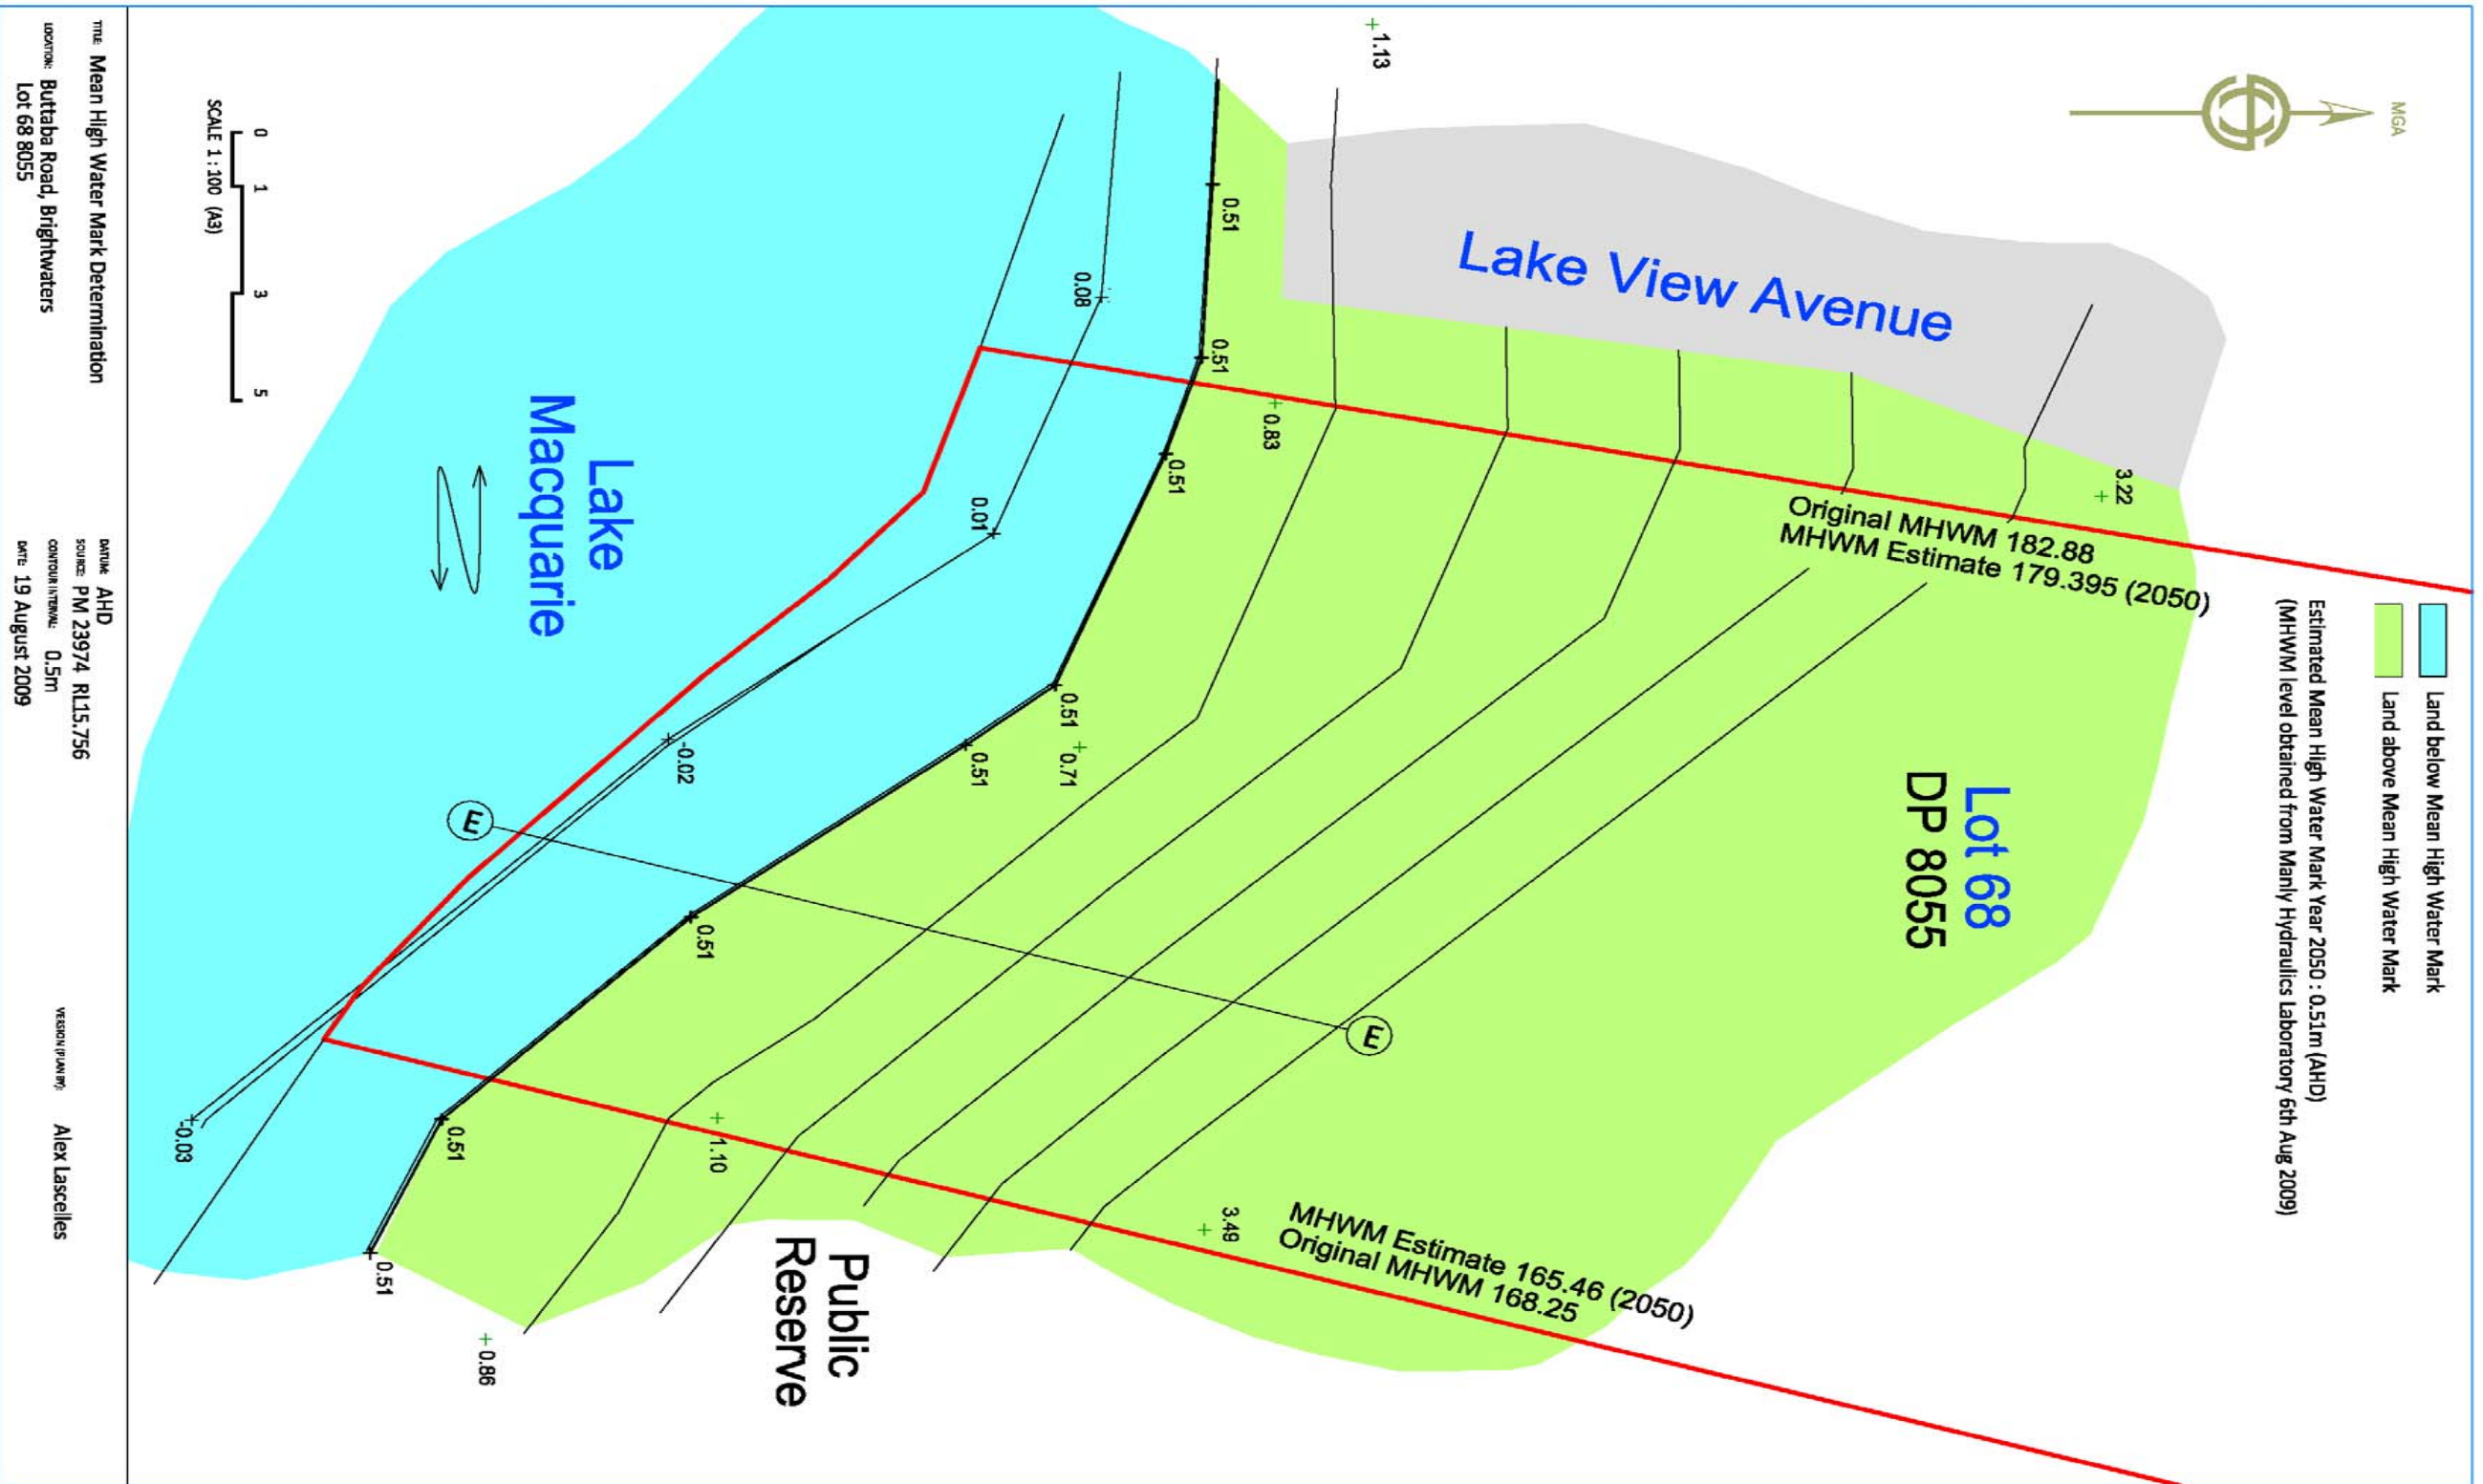 MGA
Land below Mean High Water Mark
Land above Mean High Water Mark
Estimated Mean High Water Mark Year 2050 : 0.51m (AHD)
(MHWM level obtained from Manly Hydraulics Laboratory 6th Aug 2009)
Lake View Avenue
3.22
Original MHWM 182.88
MHWM Estimate 179.395 (2050)
Lot 68
DP 8055
+1.13
0.51
0.51
0.83
0.51
0.08
0.01
0.51
0.71
0.51
-0.02
E
E
0.51
1.10
3.49
MHWM Estimate 165.46 (2050)
Original MHWM 168.25
Public
Reserve
Lake
Macquarie
0.51
-0.03
0.51
+0.86
0 1 3 5
SCALE 1 : 100 (A3)
TITLE: Mean High Water Mark Determination
LOCATION: Buttaba Road, Brightwaters
Lot 68 8055
DATUM: AHD
SOURCE: PM 23974 RL15.756
CONTOUR INTERVAL: 0.5m
DATE: 19 August 2009
VERSION (PLAN BY): Alex Lascelles